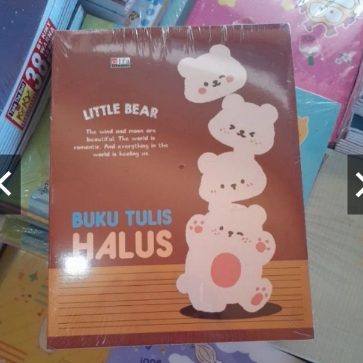 LITTLE BEAR
The wind and moon are
beautiful. The world is
romantic. And everything in the
world is healing us.
BUKU TULIS
HALUS
38